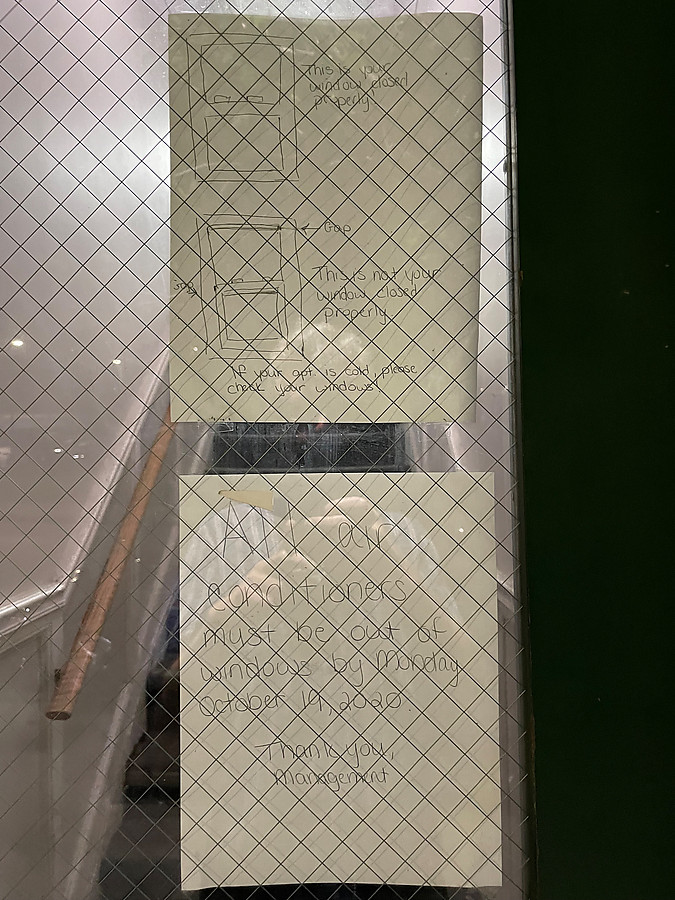 This is your
window closed
properly!
← Gap
This is not your
window closed
properly
If your apt. is cold, please
check your windows!
All air
conditioners
must be out of
windows by Monday
October 19, 2020.
Thank you,
Management